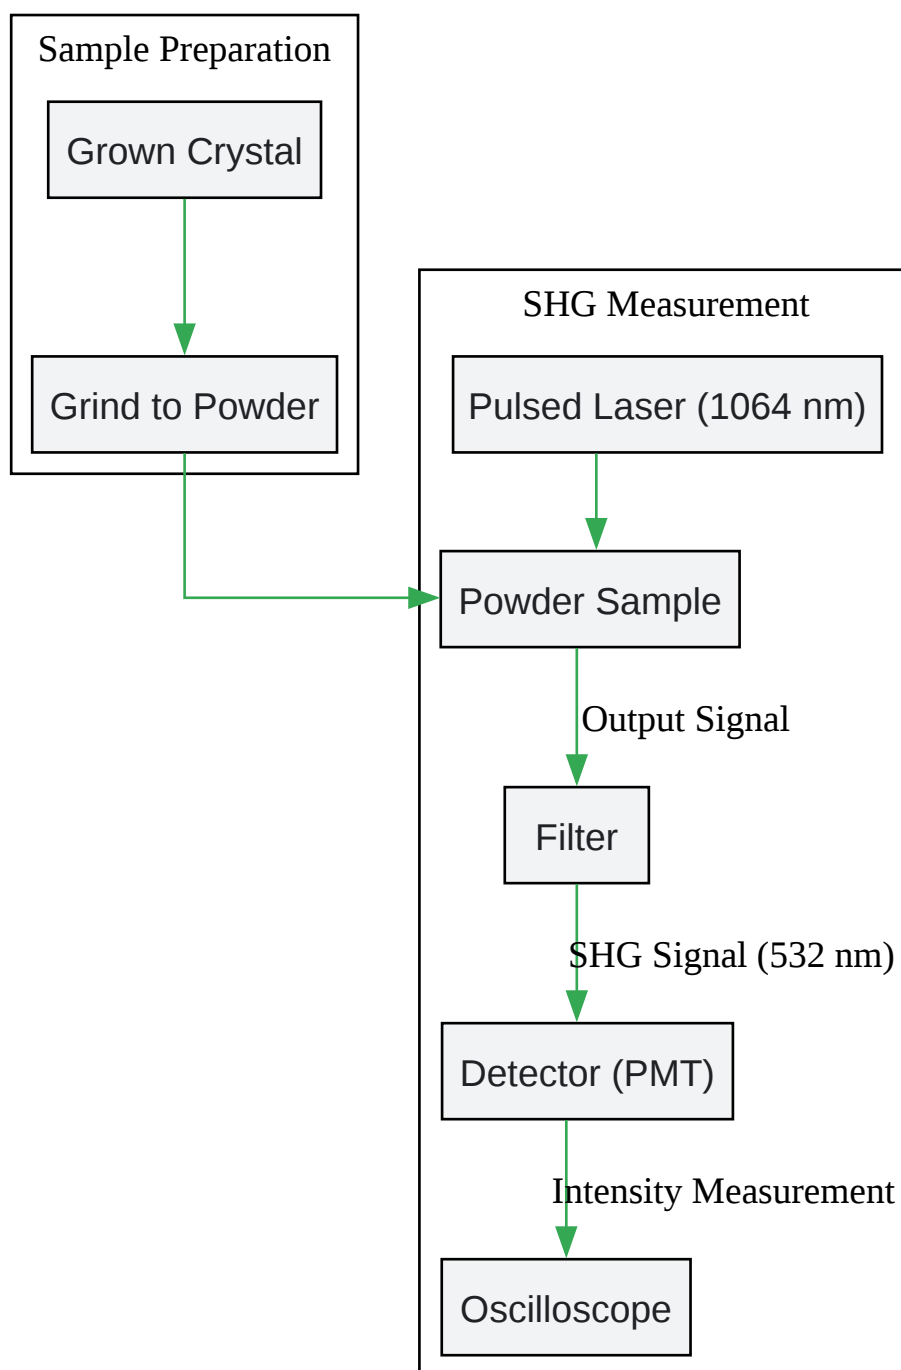 Sample Preparation
Grown Crystal
Grind to Powder
SHG Measurement
Pulsed Laser (1064 nm)
Powder Sample
Output Signal
Filter
SHG Signal (532 nm)
Detector (PMT)
Intensity Measurement
Oscilloscope